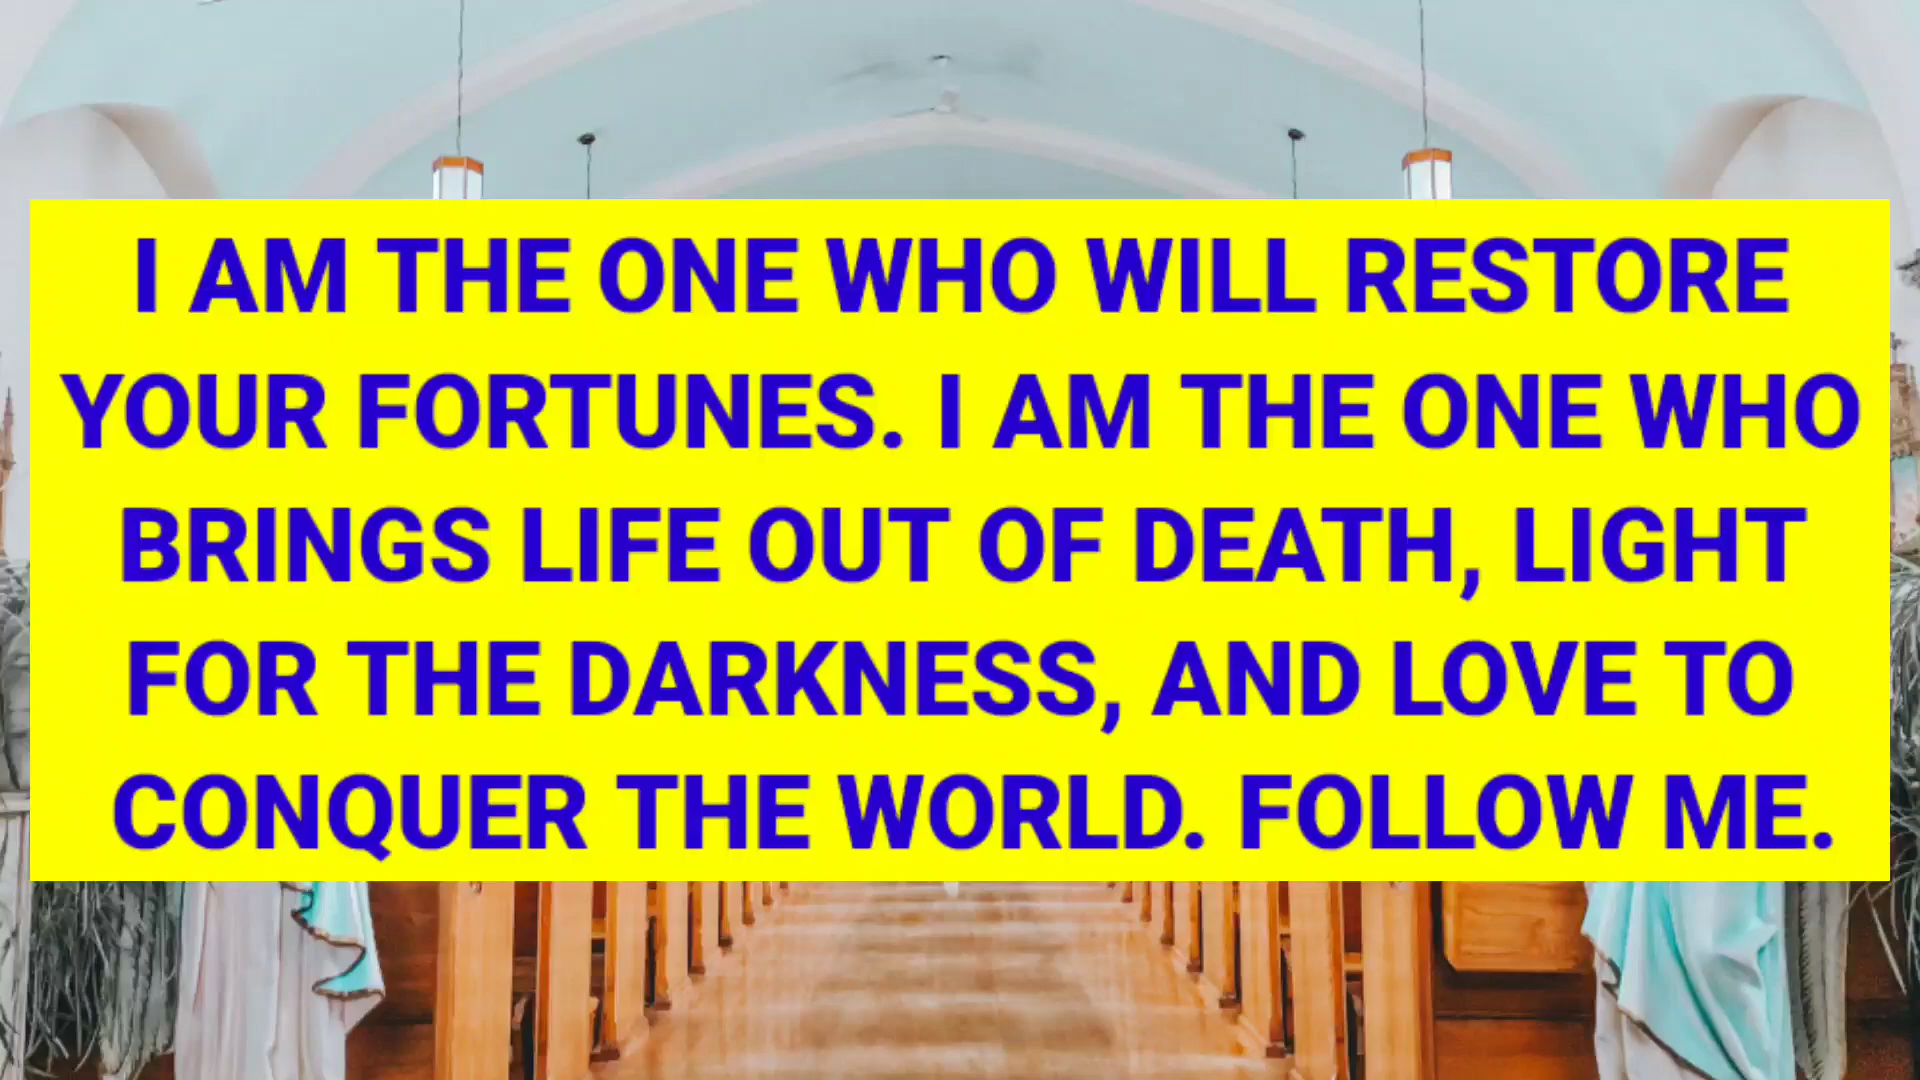 I AM THE ONE WHO WILL RESTORE
YOUR FORTUNES. I AM THE ONE WHO
BRINGS LIFE OUT OF DEATH, LIGHT
FOR THE DARKNESS, AND LOVE TO
CONQUER THE WORLD. FOLLOW ME.